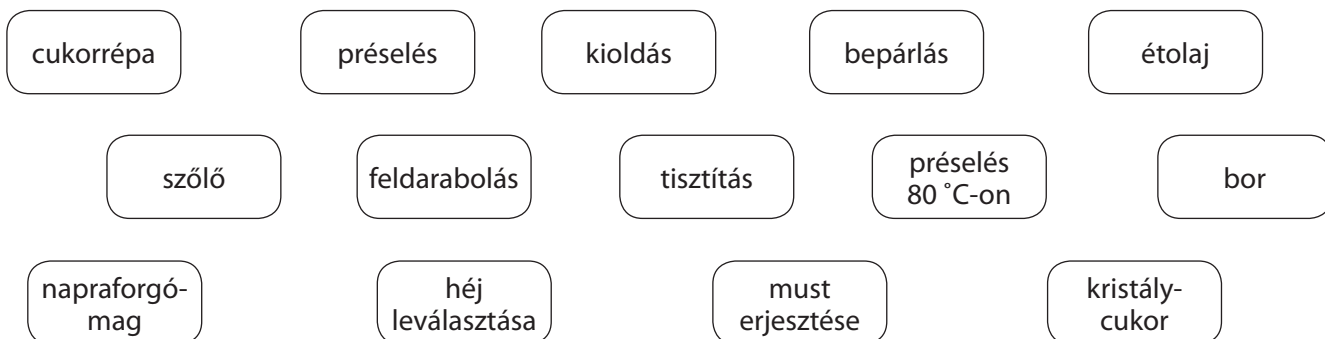 cukorrépa
préselés
kioldás
bepárlás
étolaj
szőlő
feldarabolás
tisztítás
préselés
80 °C-on
bor
napraforgó-
mag
héj
leválasztása
must
erjesztése
kristály-
cukor